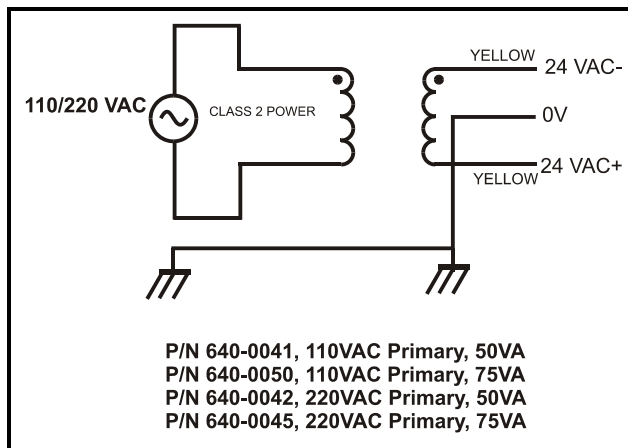 YELLOW
24 VAC-
110/220 VAC
CLASS 2 POWER
0V
24 VAC+
YELLOW
P/N 640-0041, 110VAC Primary, 50VA
P/N 640-0050, 110VAC Primary, 75VA
P/N 640-0042, 220VAC Primary, 50VA
P/N 640-0045, 220VAC Primary, 75VA